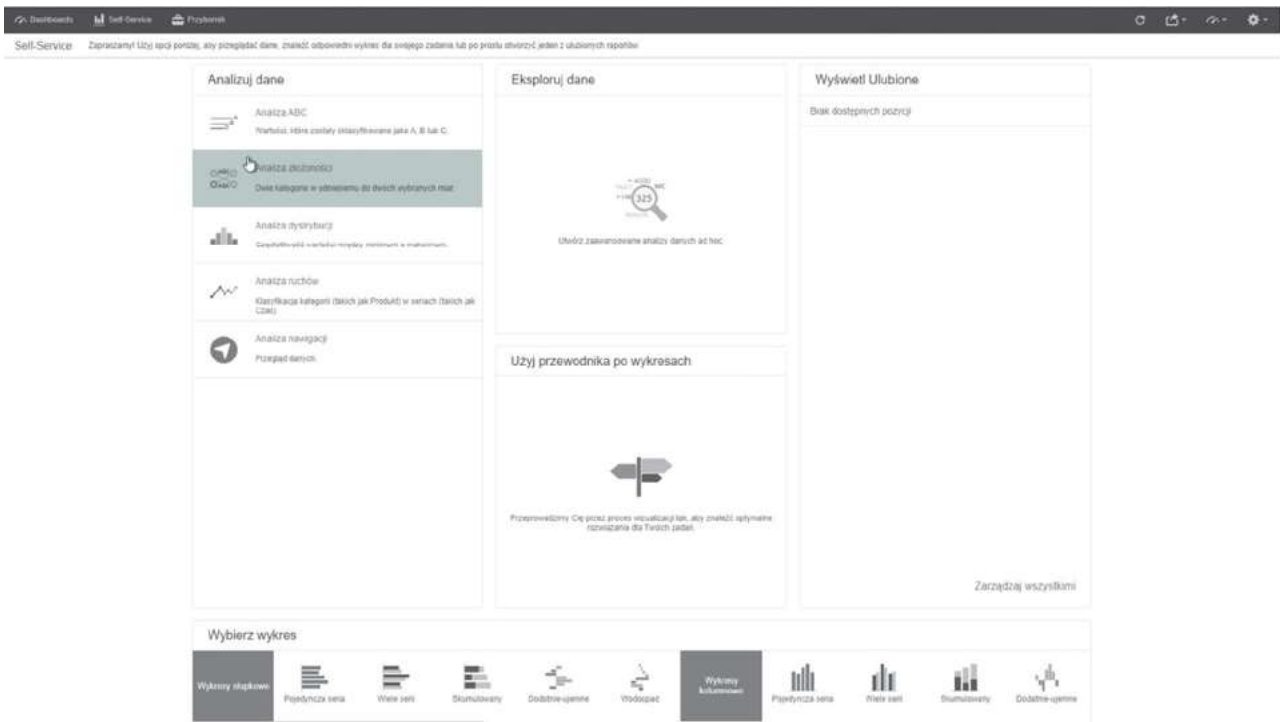 Dashboards Self-Service Przybornik
Self-Service Zapraszamy! Użyj opcji poniżej, aby przeglądać dane, znaleźć odpowiedni wykres dla swojego zadania lub po prostu otworzyć jeden z ulubionych raportów.
Analizuj dane
Analiza ABC
Wartości, które zostały sklasyfikowane jako A, B lub C.
Analiza złożoności
Dwie kategorie w odniesieniu do dwóch wybranych miar.
Analiza dystrybucji
Analiza ruchów
Klasyfikacja kategorii (takich jak Produkt) w seriach (takich jak
Czas).
Analiza nawigacji
Przegląd danych.
Eksploruj dane
325
ABC
Utwórz zaawansowane analizy danych ad hoc.
Użyj przewodnika po wykresach
Przeprowadzimy Cię przez proces wizualizacji tak, aby znaleźć optymalne
rozwiązania dla Twoich zadań.
Wyświetl Ulubione
Brak dostępnych pozycji
Zarządzaj wszystkimi
Wybierz wykres
Wykresy słupkowe
Pojedyncza seria
Wiele serii
Skumulowany
Dodatnie-ujemne
Wodospad
Wykresy
kolumnowe
Pojedyncza seria
Wiele serii
Skumulowany
Dodatnie-ujemne